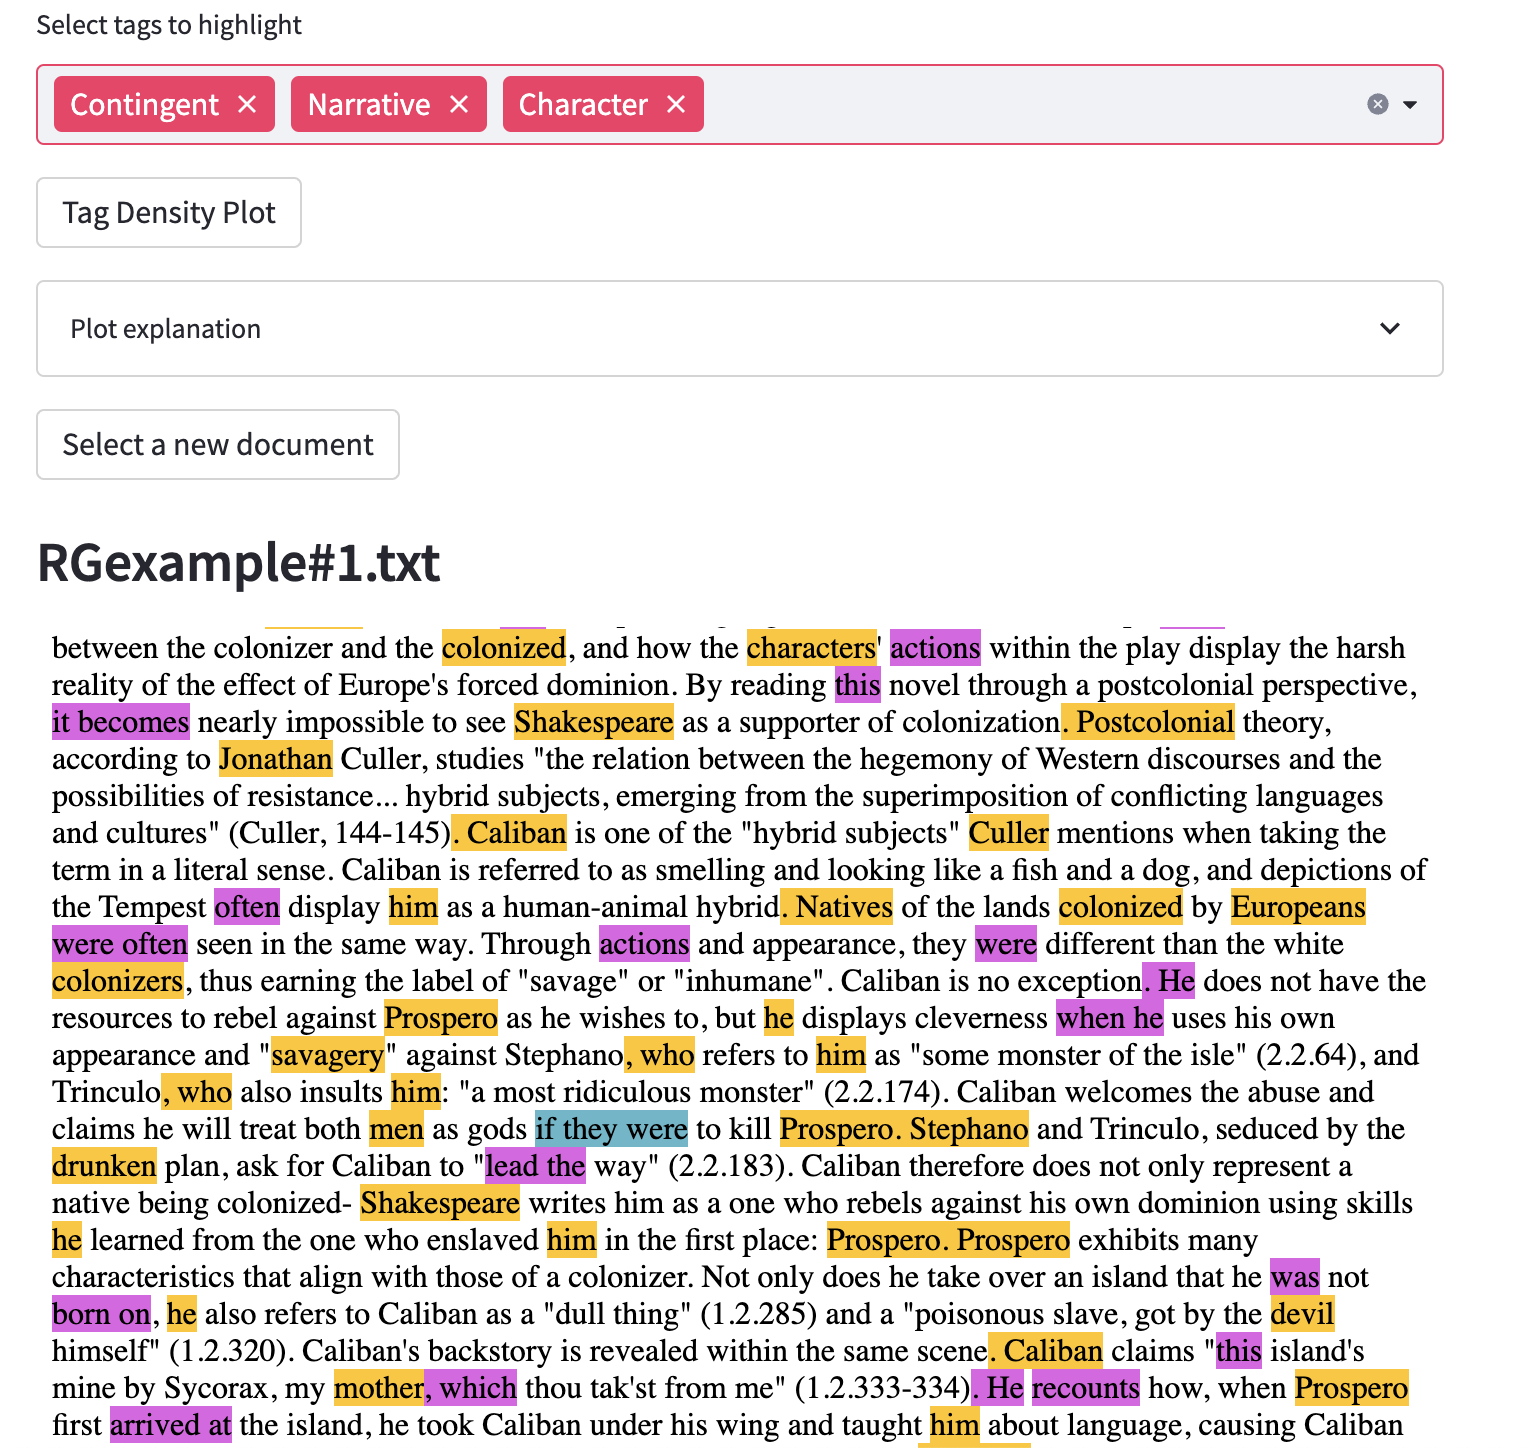 Select tags to highlight
Contingent × Narrative × Character ×
Tag Density Plot
Plot explanation
Select a new document
RGexample#1.txt
between the colonizer and the colonized, and how the characters' actions within the play display the harsh
reality of the effect of Europe's forced dominion. By reading this novel through a postcolonial perspective,
it becomes nearly impossible to see Shakespeare as a supporter of colonization. Postcolonial theory,
according to Jonathan Culler, studies "the relation between the hegemony of Western discourses and the
possibilities of resistance... hybrid subjects, emerging from the superimposition of conflicting languages
and cultures" (Culler, 144-145). Caliban is one of the "hybrid subjects" Culler mentions when taking the
term in a literal sense. Caliban is referred to as smelling and looking like a fish and a dog, and depictions of
the Tempest often display him as a human-animal hybrid. Natives of the lands colonized by Europeans
were often seen in the same way. Through actions and appearance, they were different than the white
colonizers, thus earning the label of "savage" or "inhumane". Caliban is no exception. He does not have the
resources to rebel against Prospero as he wishes to, but he displays cleverness when he uses his own
appearance and "savagery" against Stephano, who refers to him as "some monster of the isle" (2.2.64), and
Trinculo, who also insults him: "a most ridiculous monster" (2.2.174). Caliban welcomes the abuse and
claims he will treat both men as gods if they were to kill Prospero. Stephano and Trinculo, seduced by the
drunken plan, ask for Caliban to "lead the way" (2.2.183). Caliban therefore does not only represent a
native being colonized- Shakespeare writes him as a one who rebels against his own dominion using skills
he learned from the one who enslaved him in the first place: Prospero. Prospero exhibits many
characteristics that align with those of a colonizer. Not only does he take over an island that he was not
born on, he also refers to Caliban as a "dull thing" (1.2.285) and a "poisonous slave, got by the devil
himself" (1.2.320). Caliban's backstory is revealed within the same scene. Caliban claims "this island's
mine by Sycorax, my mother, which thou tak'st from me" (1.2.333-334). He recounts how, when Prospero
first arrived at the island, he took Caliban under his wing and taught him about language, causing Caliban